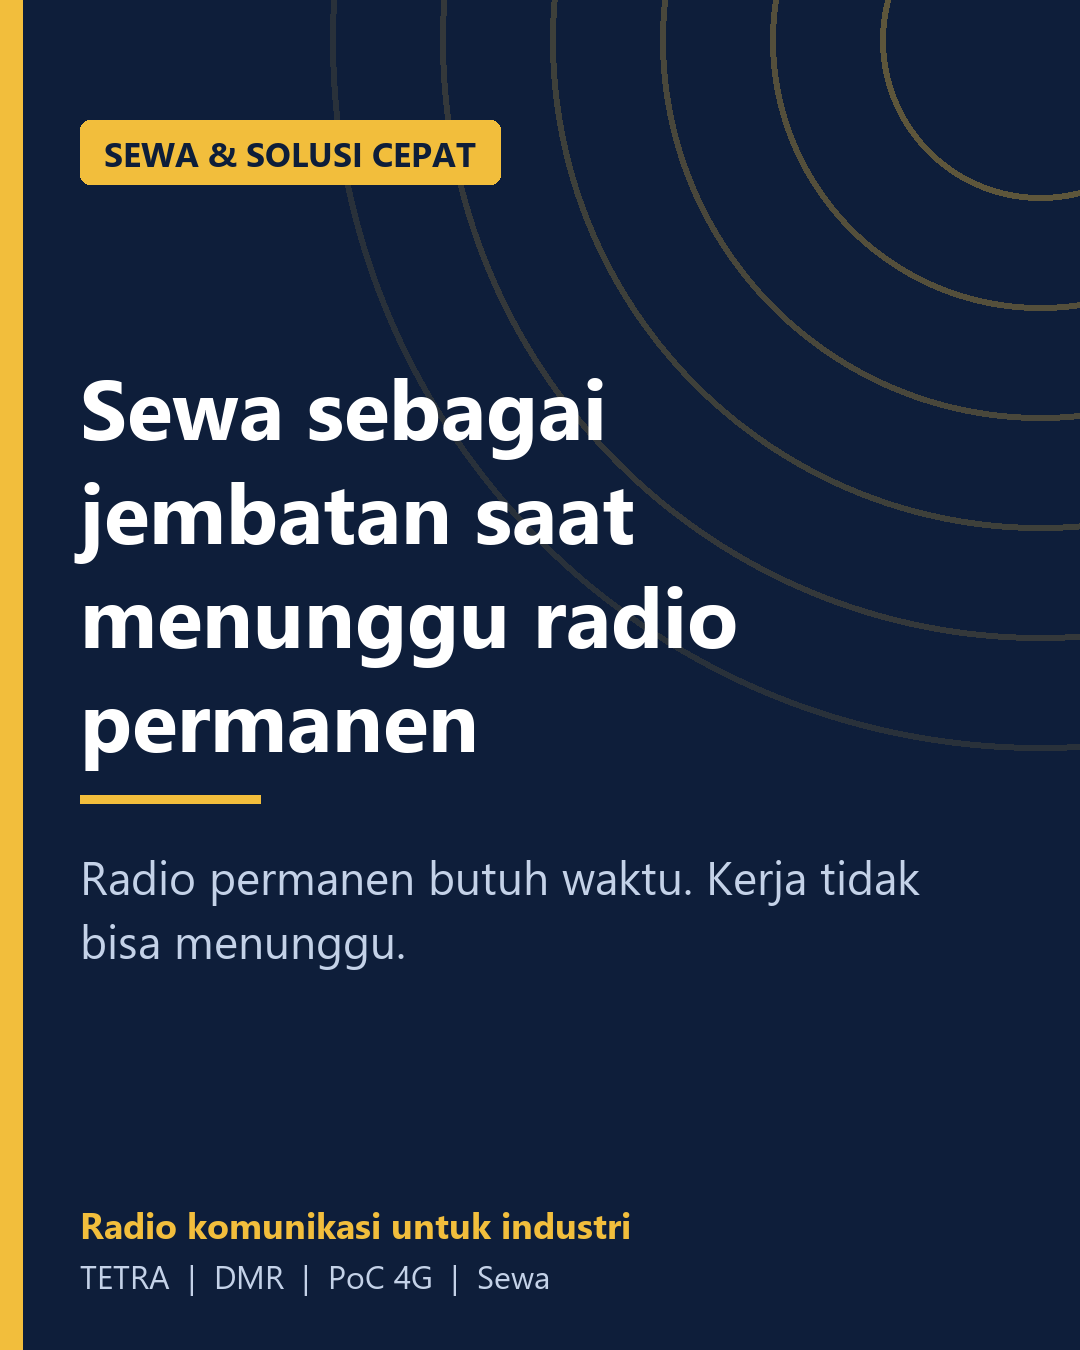 SEWA & SOLUSI CEPAT
Sewa sebagai
jembatan saat
menunggu radio
permanen
Radio permanen butuh waktu. Kerja tidak
bisa menunggu.
Radio komunikasi untuk industri
TETRA | DMR | PoC 4G | Sewa